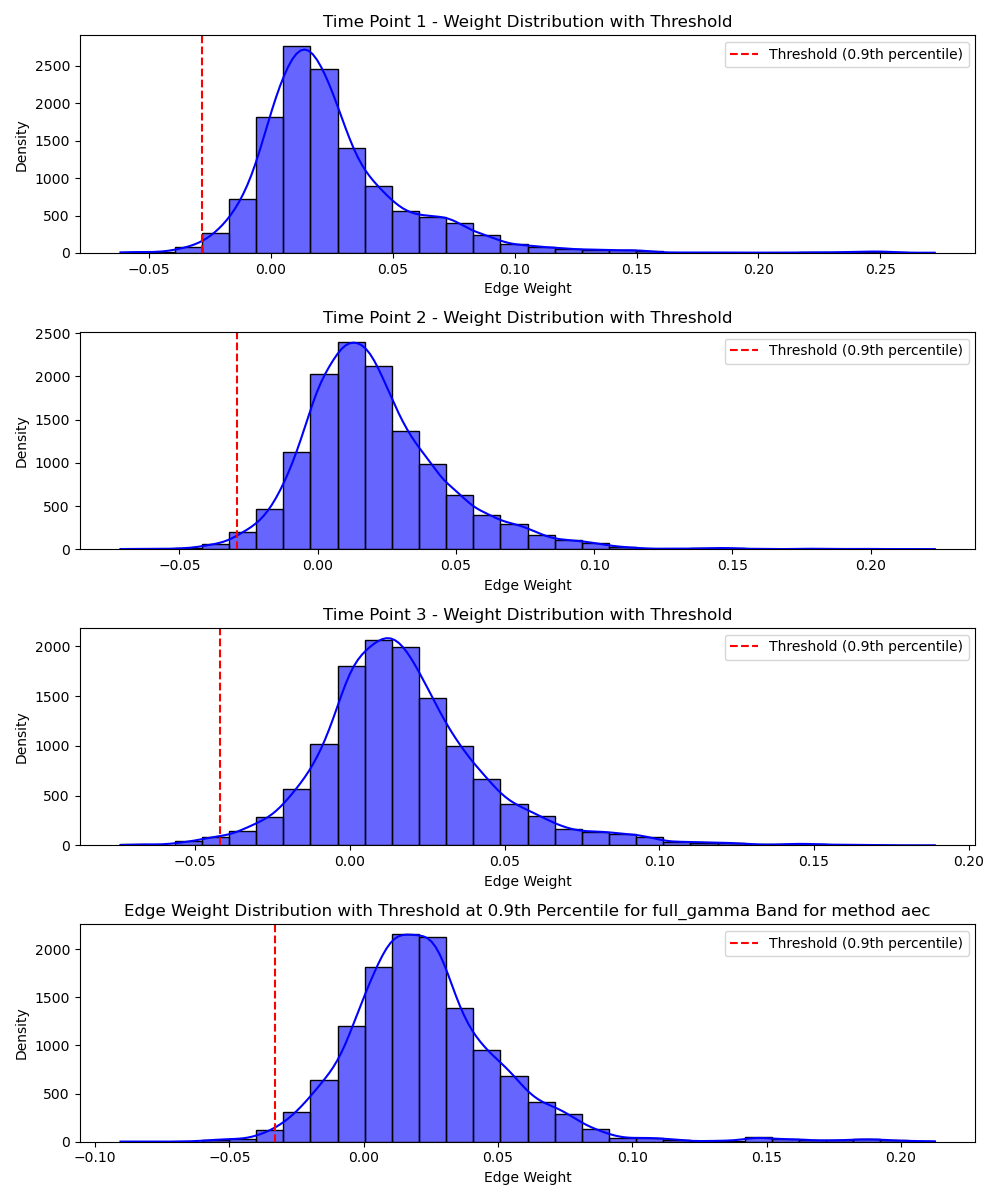 Time Point 1 - Weight Distribution with Threshold
Density
2500
2000
1500
1000
500
0
Threshold (0.9th percentile)
−0.05 0.00 0.05 0.10 0.15 0.20 0.25
Edge Weight
Time Point 2 - Weight Distribution with Threshold
Density
2500
2000
1500
1000
500
0
Threshold (0.9th percentile)
−0.05 0.00 0.05 0.10 0.15 0.20
Edge Weight
Time Point 3 - Weight Distribution with Threshold
Density
2000
1500
1000
500
0
Threshold (0.9th percentile)
−0.05 0.00 0.05 0.10 0.15 0.20
Edge Weight
Edge Weight Distribution with Threshold at 0.9th Percentile for full_gamma Band for method aec
Density
2000
1500
1000
500
0
Threshold (0.9th percentile)
−0.10 −0.05 0.00 0.05 0.10 0.15 0.20
Edge Weight